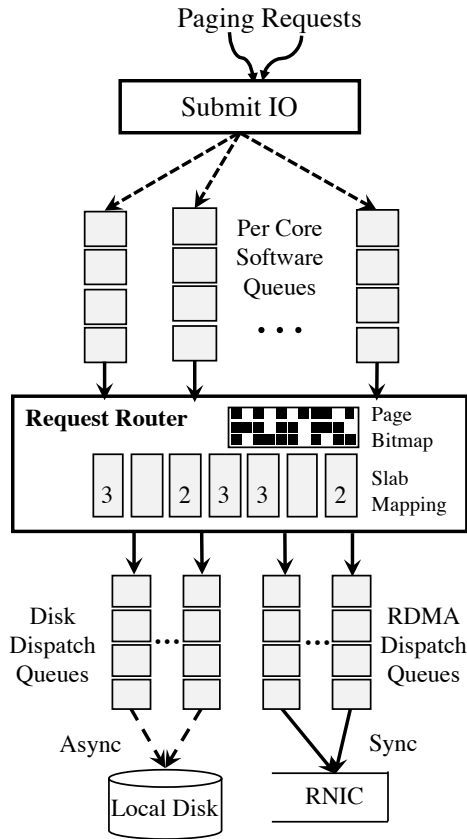 Paging Requests
Submit IO
Per Core
Software
Queues
...
Request Router
Page
Bitmap
3 2 3 3 2
Slab
Mapping
Disk
Dispatch
Queues
...
...
RDMA
Dispatch
Queues
Async
Sync
Local Disk
RNIC